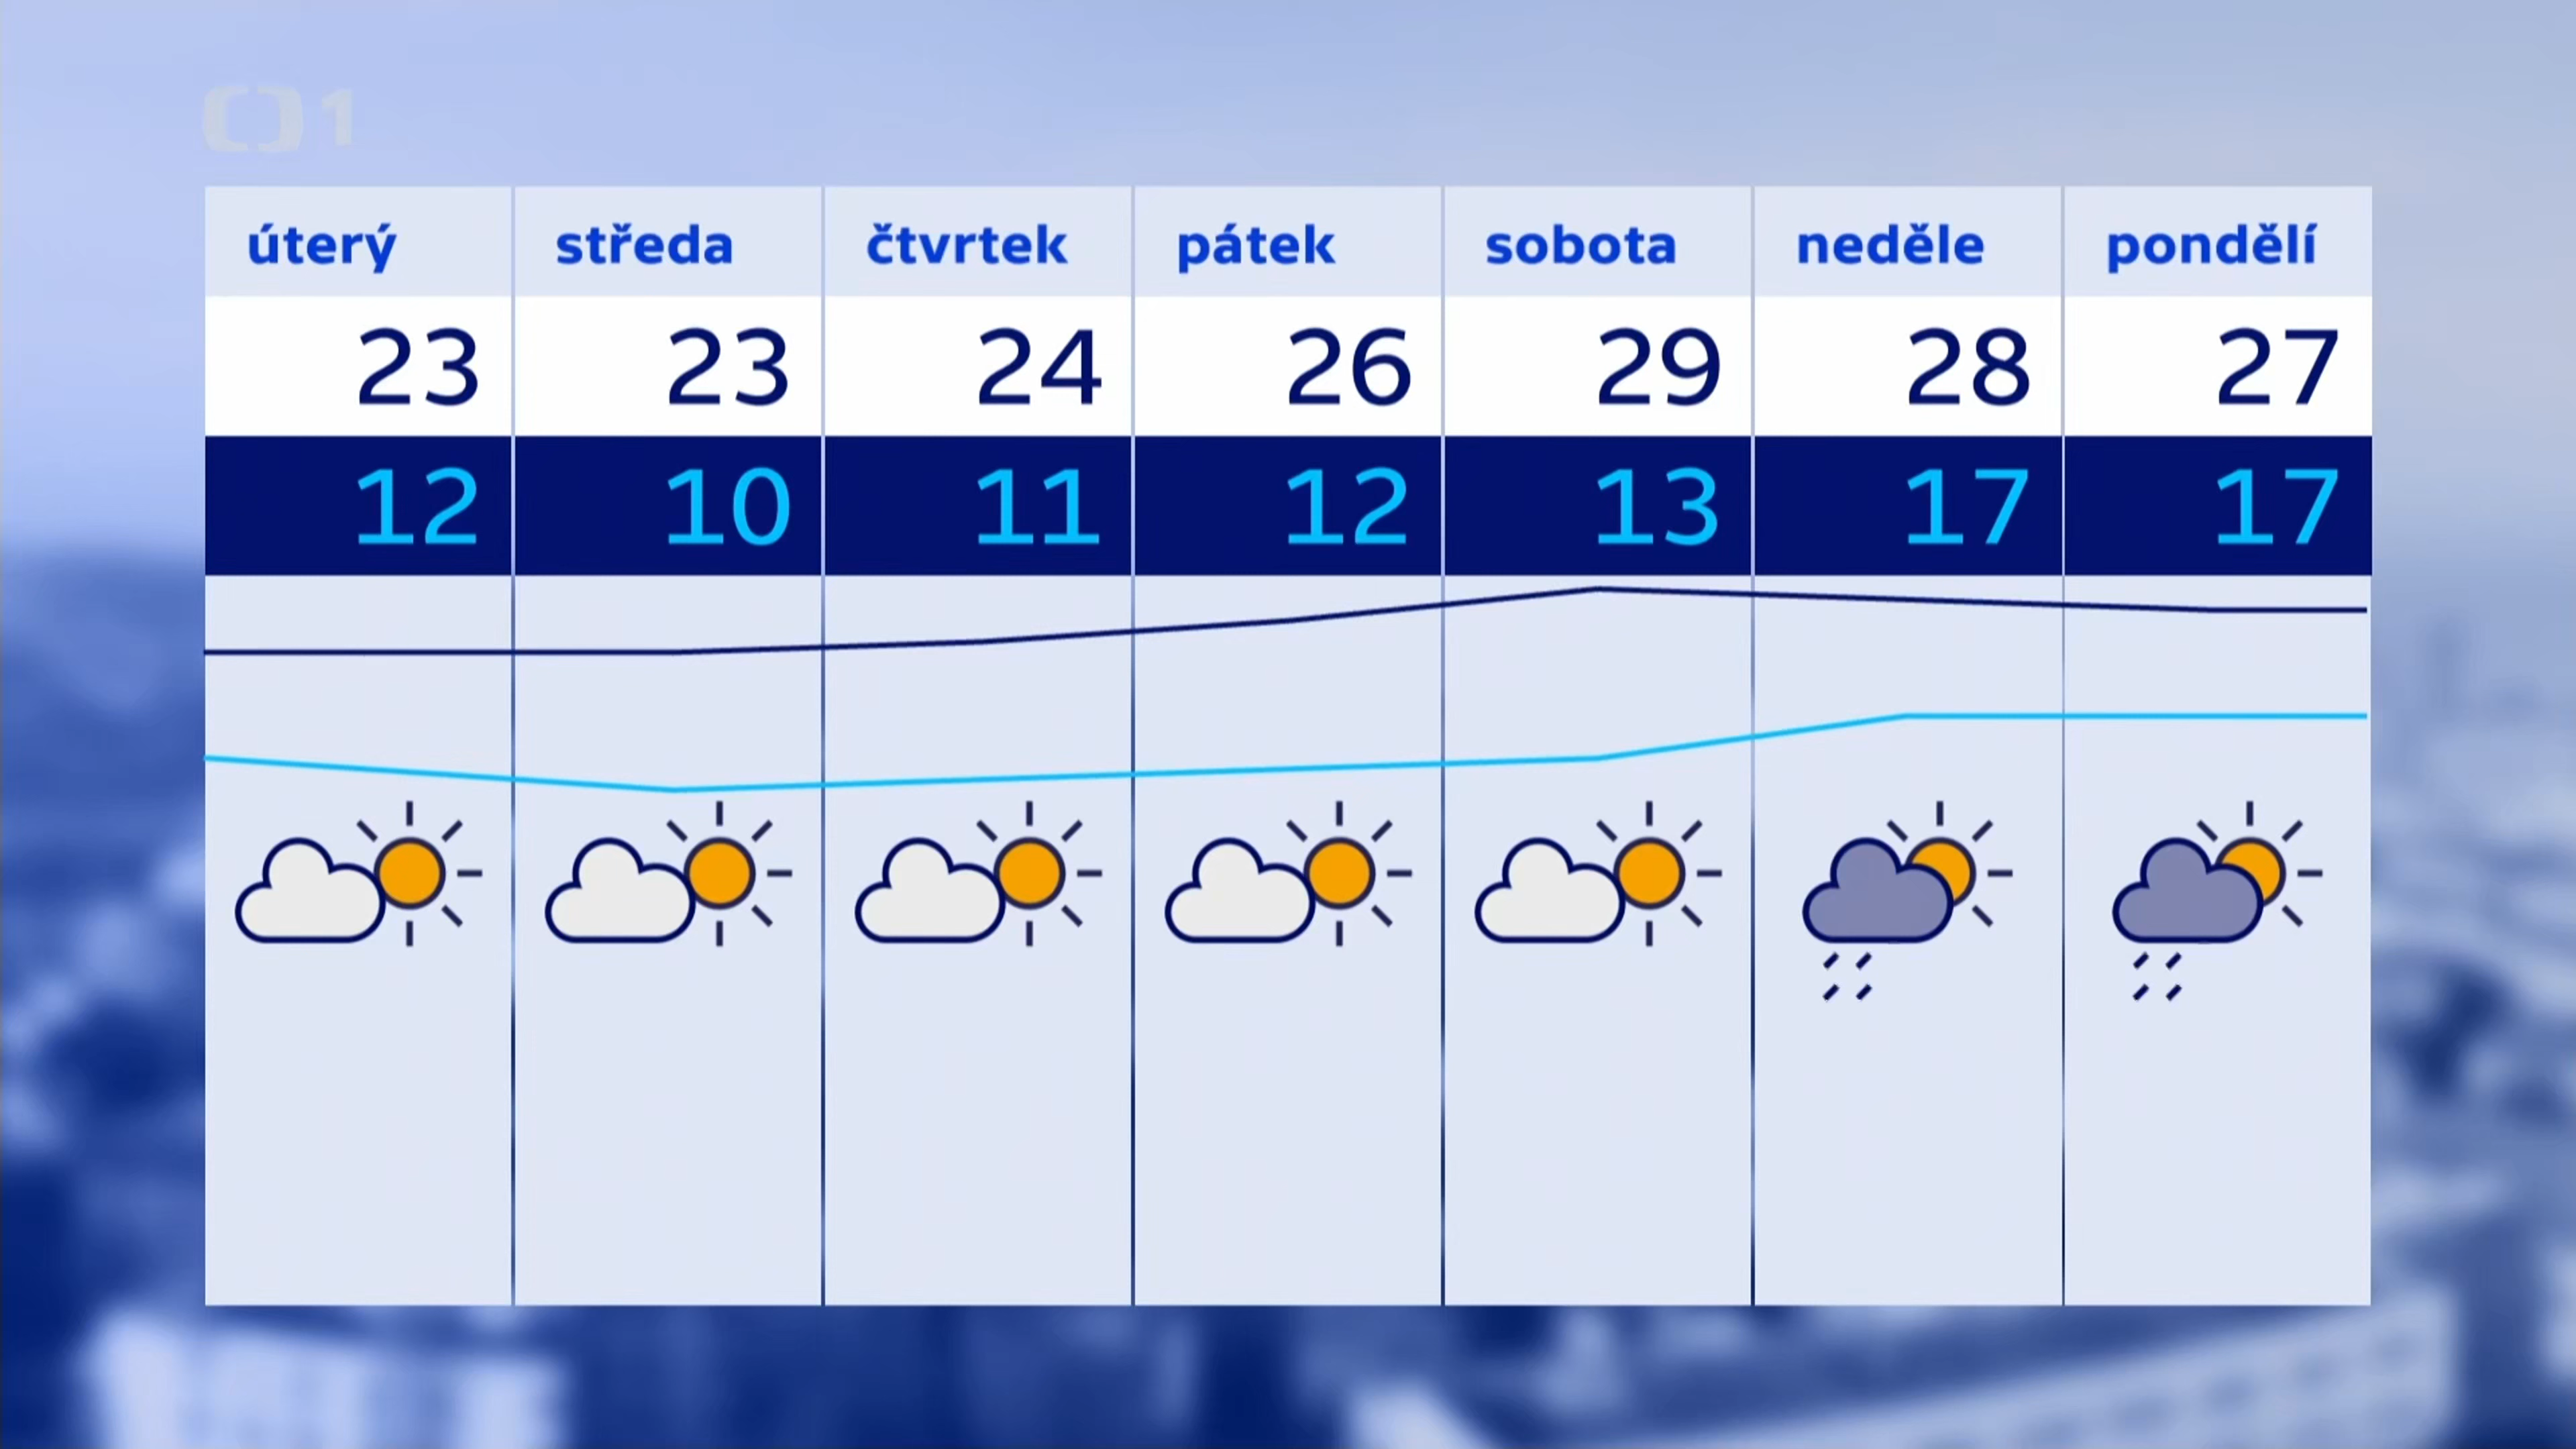 1
úterý středa čtvrtek pátek sobota neděle pondělí
23 23 24 26 29 28 27
12 10 11 12 13 17 17